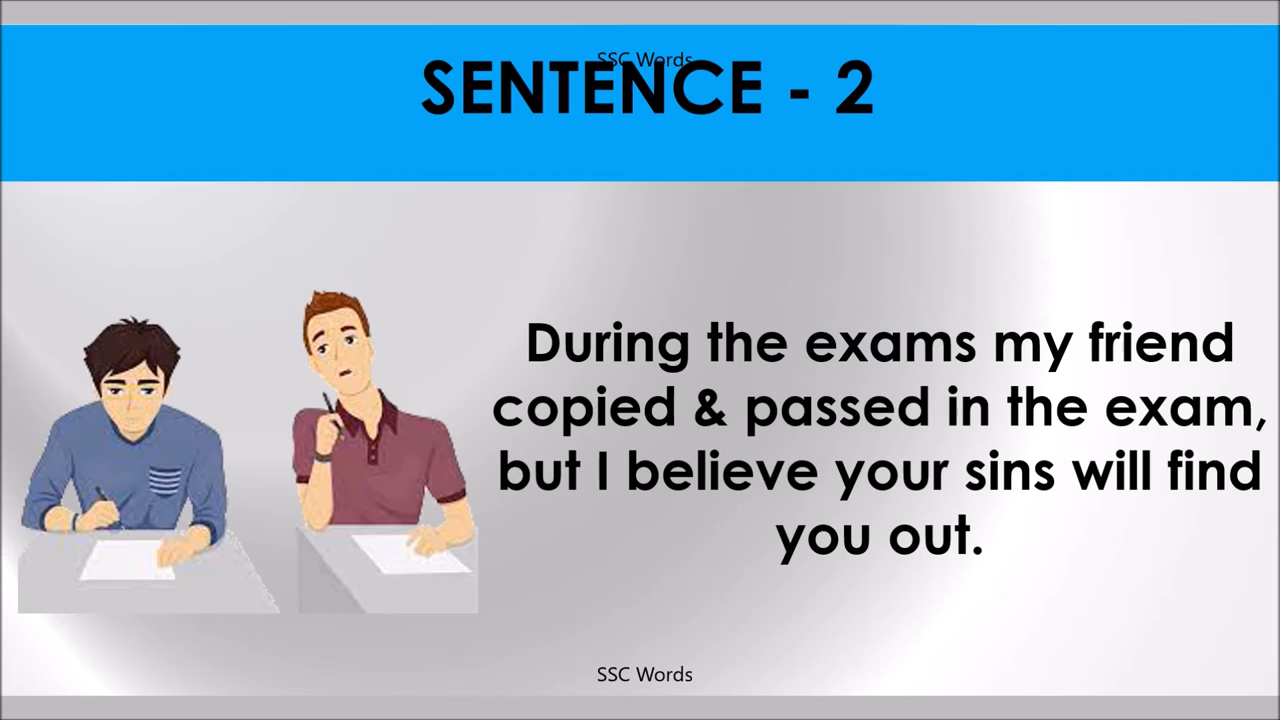 SSC Words
SENTENCE - 2
During the exams my friend
copied & passed in the exam,
but I believe your sins will find
you out.
SSC Words